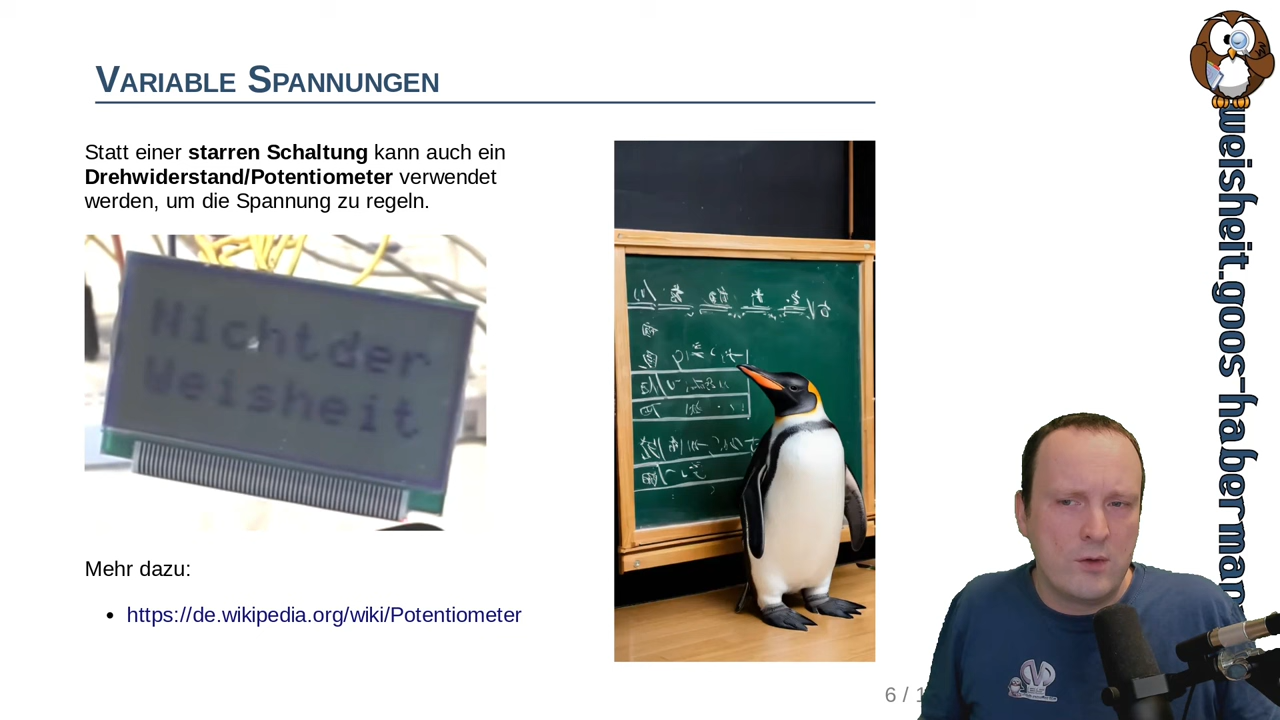 Variable Spannungen
Statt einer starren Schaltung kann auch ein
Drehwiderstand/Potentiometer verwendet
werden, um die Spannung zu regeln.
Nichtder
Weisheit
Mehr dazu:
• https://de.wikipedia.org/wiki/Potentiometer
6 /
weisheit.goos-haberman